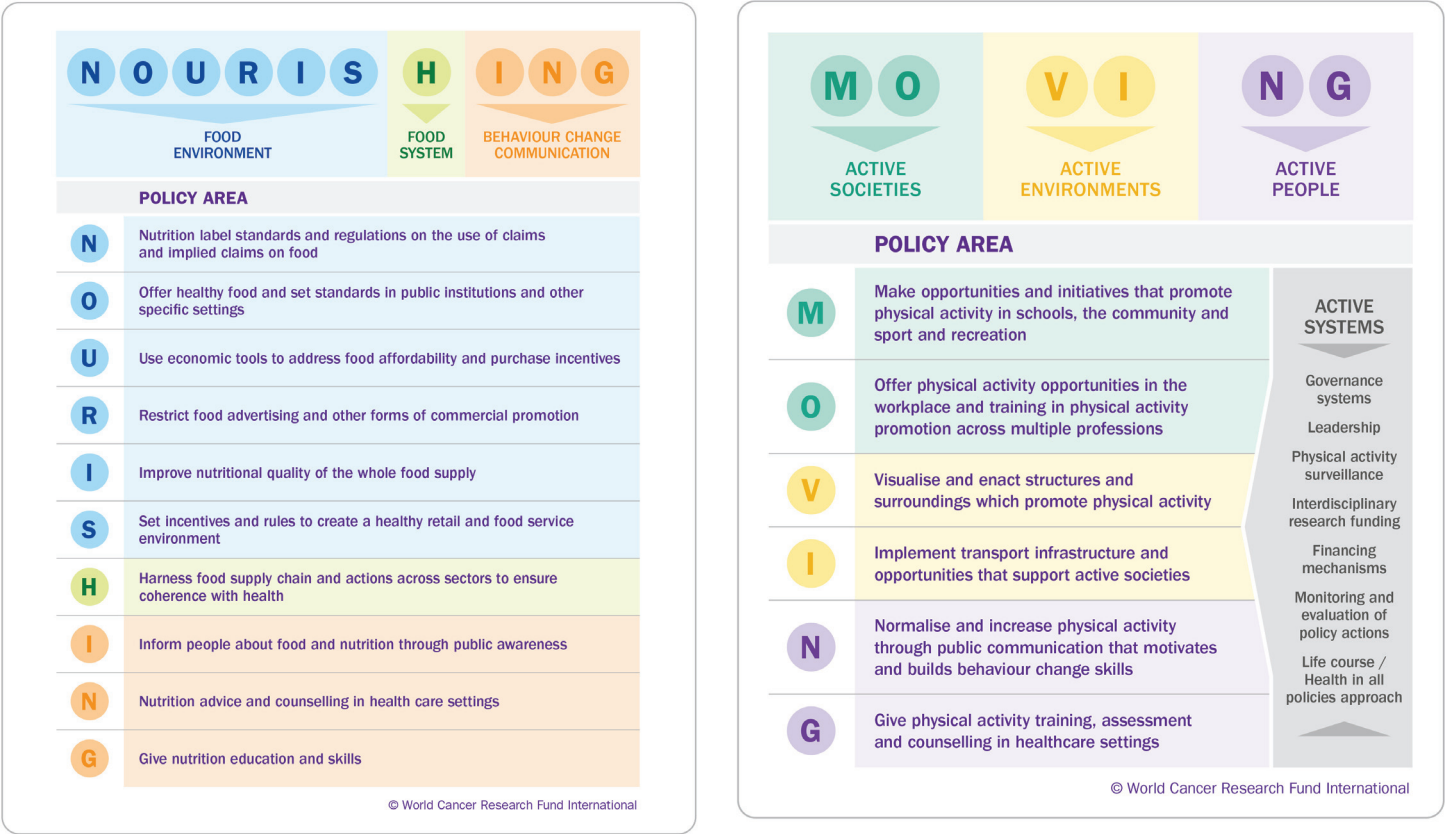 N O U R I S H I N G
FOOD
ENVIRONMENT
FOOD
SYSTEM
BEHAVIOUR CHANGE
COMMUNICATION
POLICY AREA
N
Nutrition label standards and regulations on the use of claims
and implied claims on food
O
Offer healthy food and set standards in public institutions and other
specific settings
U
Use economic tools to address food affordability and purchase incentives
R
Restrict food advertising and other forms of commercial promotion
I
Improve nutritional quality of the whole food supply
S
Set incentives and rules to create a healthy retail and food service
environment
H
Harness food supply chain and actions across sectors to ensure
coherence with health
I
Inform people about food and nutrition through public awareness
N
Nutrition advice and counselling in health care settings
G
Give nutrition education and skills
© World Cancer Research Fund International
M O V I N G
ACTIVE
SOCIETIES
ACTIVE
ENVIRONMENTS
ACTIVE
PEOPLE
POLICY AREA
M
Make opportunities and initiatives that promote
physical activity in schools, the community and
sport and recreation
O
Offer physical activity opportunities in the
workplace and training in physical activity
promotion across multiple professions
V
Visualise and enact structures and
surroundings which promote physical activity
I
Implement transport infrastructure and
opportunities that support active societies
N
Normalise and increase physical activity
through public communication that motivates
and builds behaviour change skills
G
Give physical activity training, assessment
and counselling in healthcare settings
ACTIVE
SYSTEMS
Governance
systems
Leadership
Physical activity
surveillance
Interdisciplinary
research funding
Financing
mechanisms
Monitoring and
evaluation of
policy actions
Life course /
Health in all
policies approach
© World Cancer Research Fund International